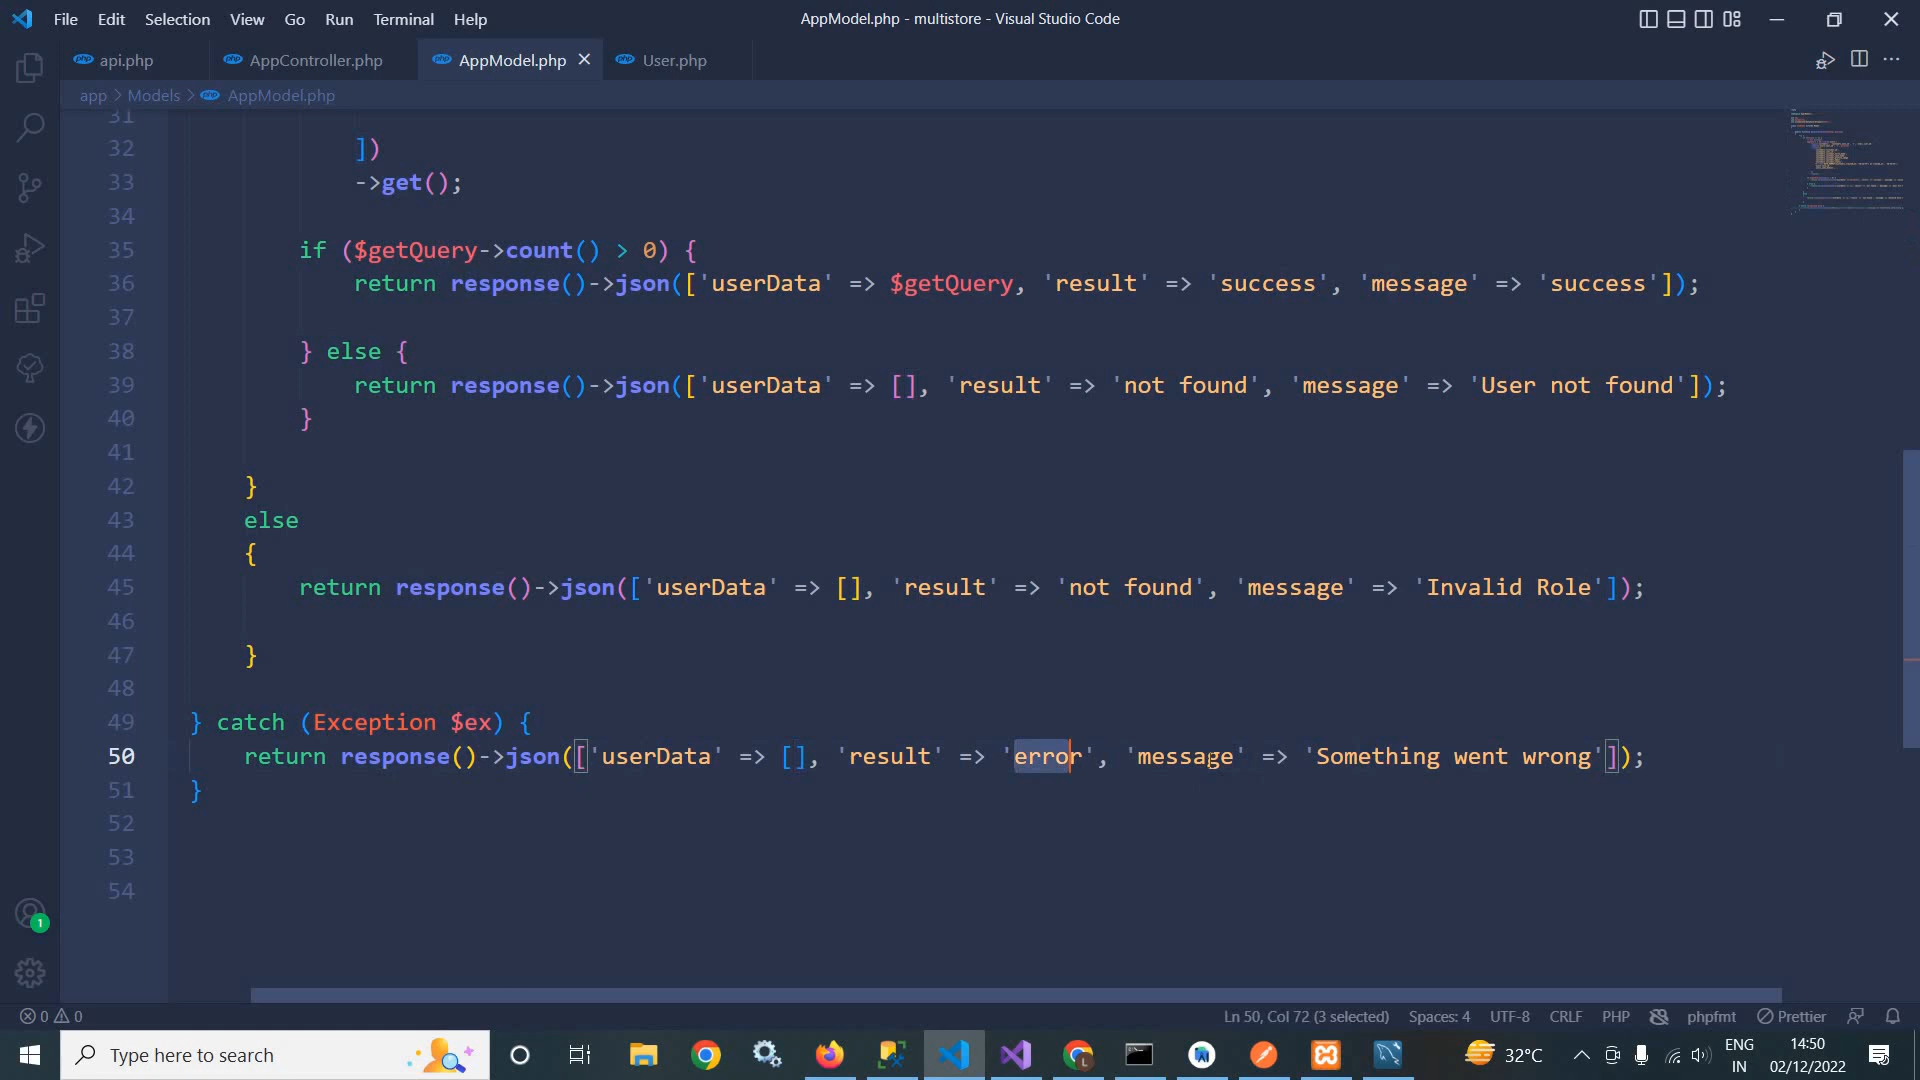 File Edit Selection View Go Run Terminal Help AppModel.php - multistore - Visual Studio Code
api.php AppController.php AppModel.php User.php
app > Models > AppModel.php
31
32 ])
33 ->get();
34
35 if ($getQuery->count() > 0) {
36 return response()->json(['userData' => $getQuery, 'result' => 'success', 'message' => 'success']);
37
38 } else {
39 return response()->json(['userData' => [], 'result' => 'not found', 'message' => 'User not found']);
40 }
41
42 }
43 else
44 {
45 return response()->json(['userData' => [], 'result' => 'not found', 'message' => 'Invalid Role']);
46
47 }
48
49 } catch (Exception $ex) {
50 return response()->json(['userData' => [], 'result' => 'error', 'message' => 'Something went wrong']);
51 }
52
53
54
1
0 0 Ln 50, Col 72 (3 selected) Spaces: 4 UTF-8 CRLF PHP phpfmt Prettier
Type here to search 32°C ENG IN 14:50 02/12/2022